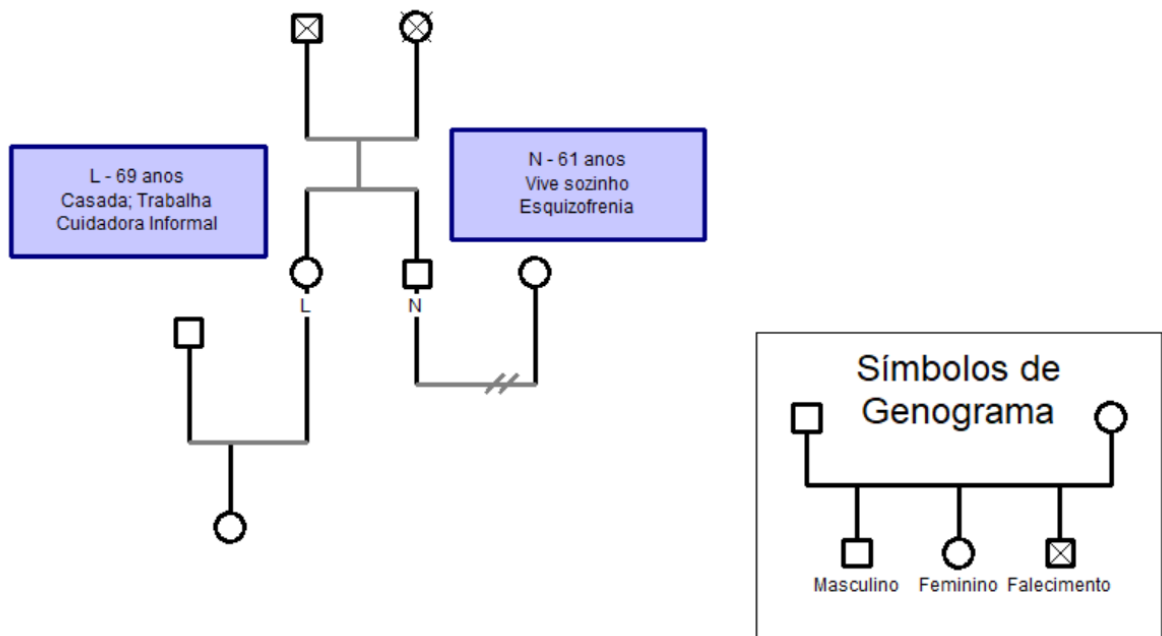 L - 69 anos
Casada; Trabalha
Cuidadora Informal
N - 61 anos
Vive sozinho
Esquizofrenia
L
N
Símbolos de
Genograma
Masculino
Feminino
Falecimento